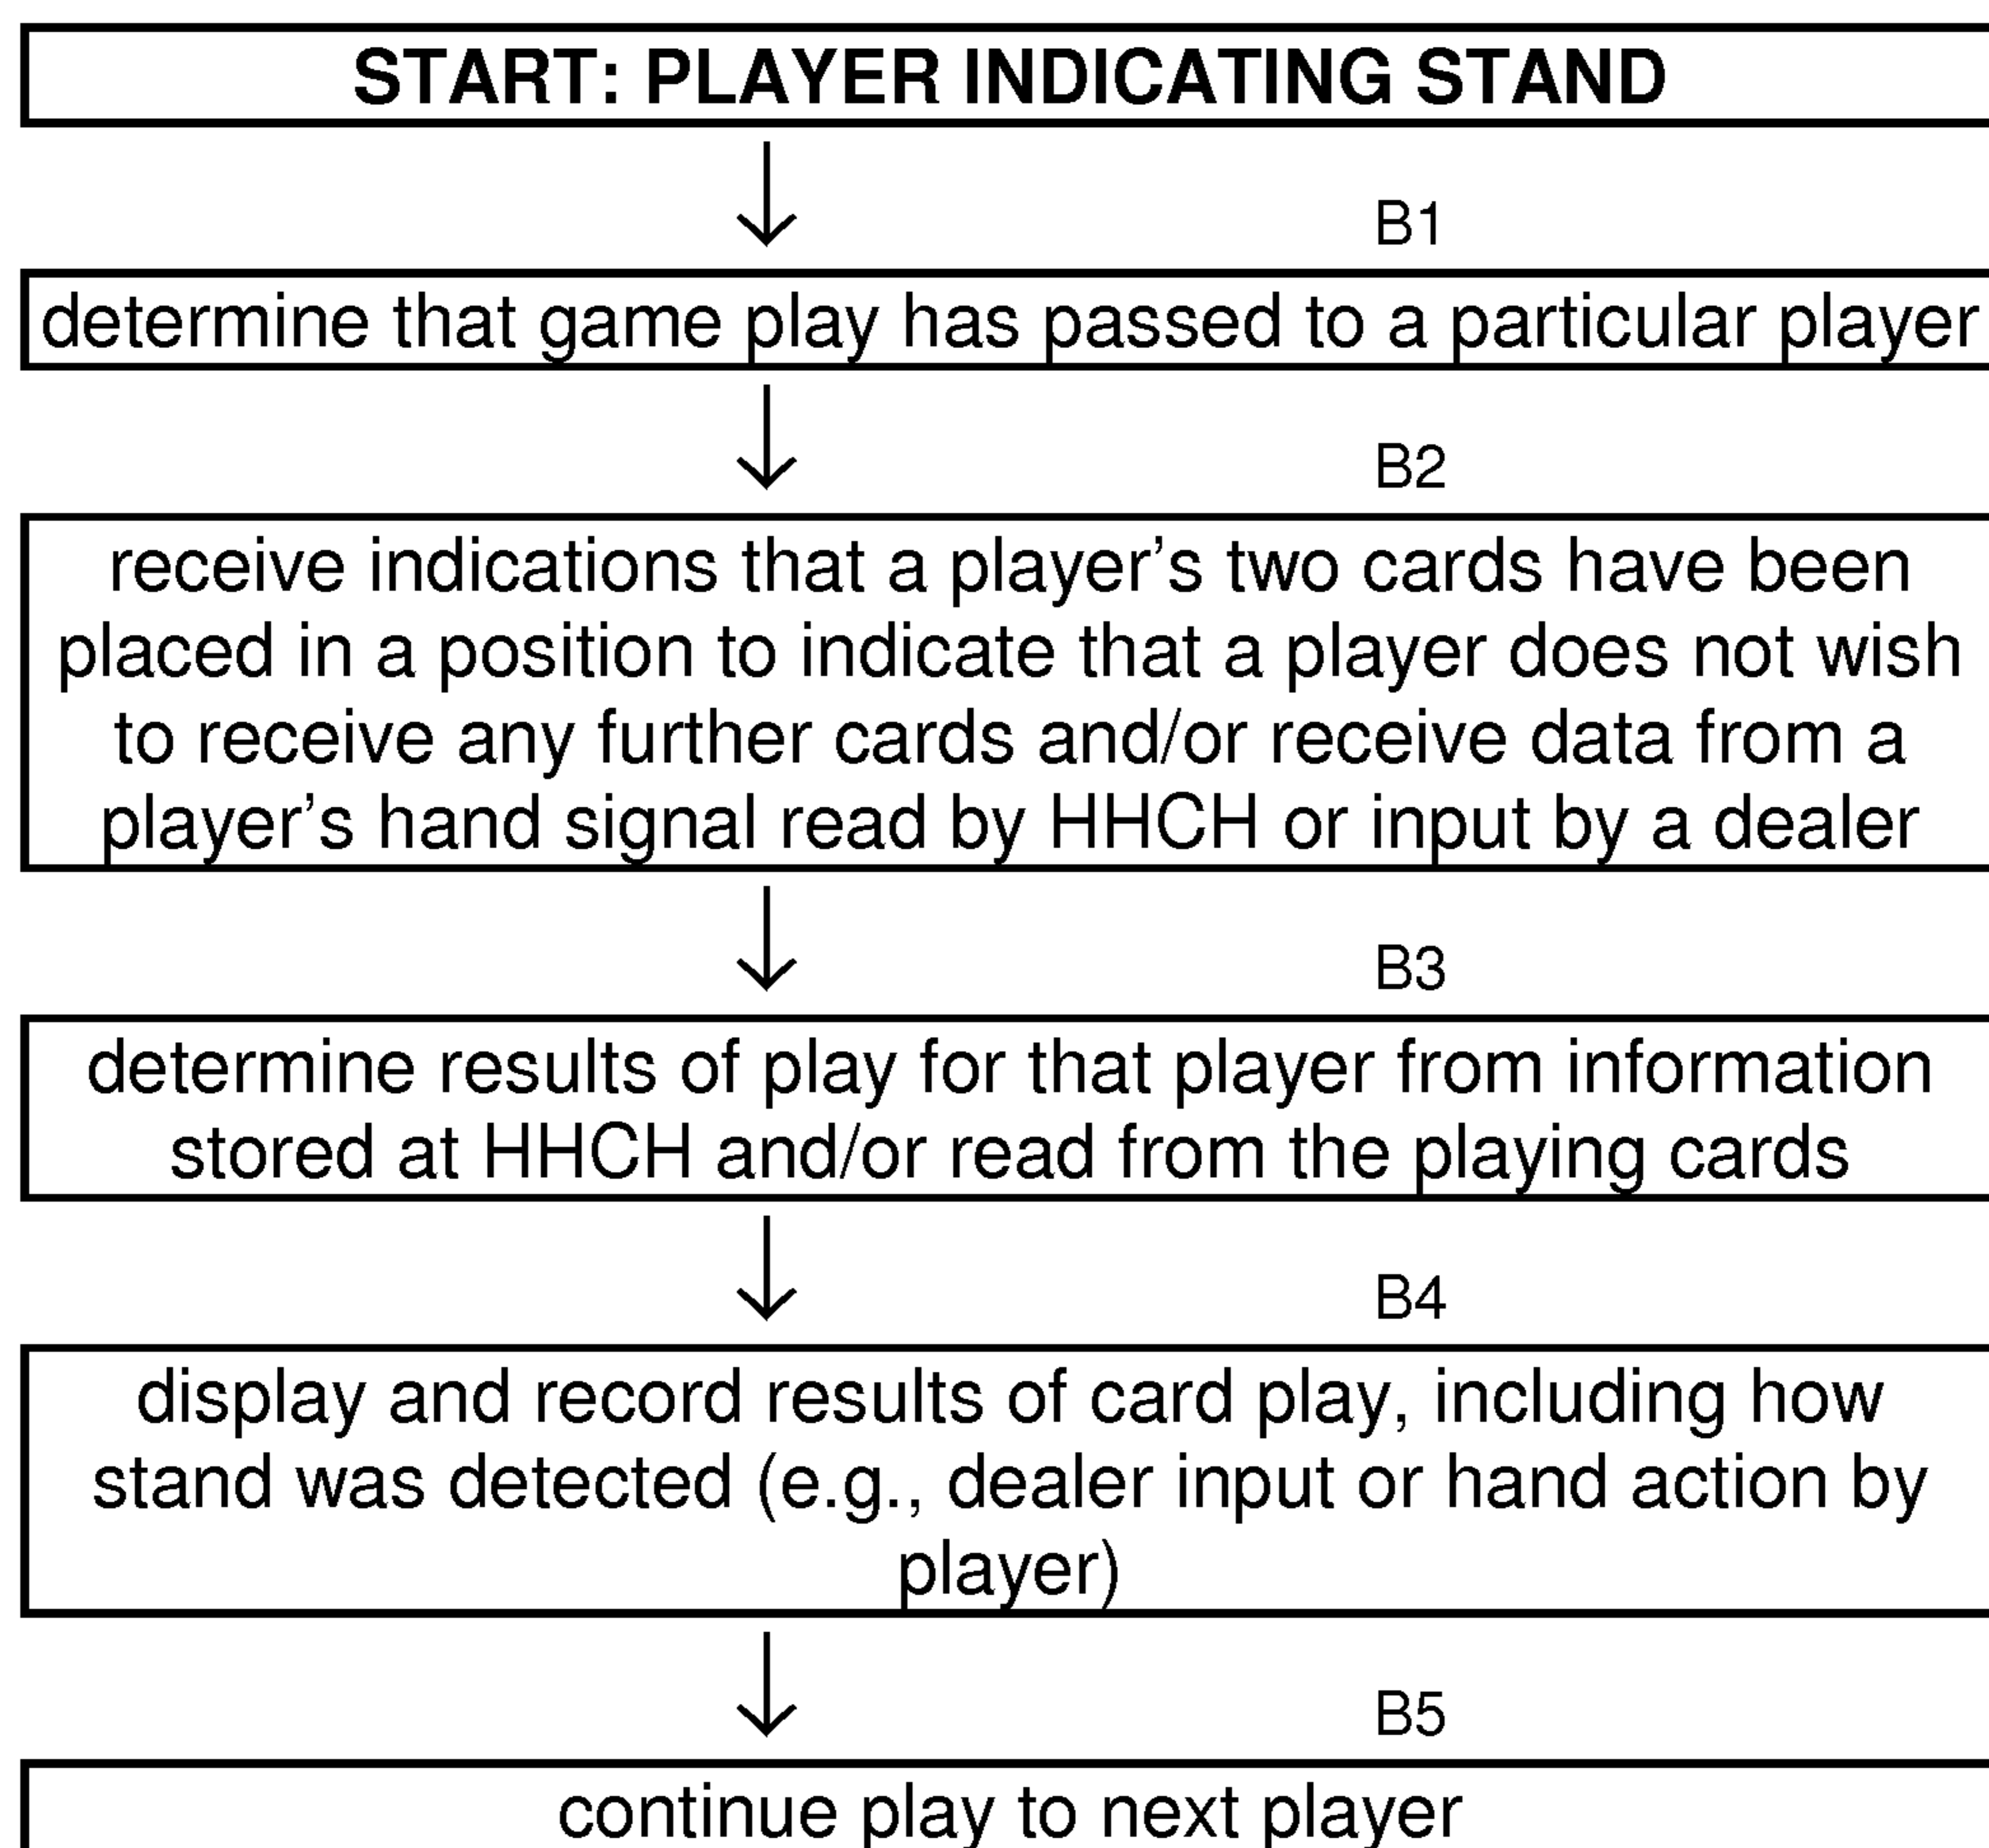 START: PLAYER INDICATING STAND
B1
determine that game play has passed to a particular player
B2
receive indications that a player's two cards have been
placed in a position to indicate that a player does not wish
to receive any further cards and/or receive data from a
player's hand signal read by HHCH or input by a dealer
B3
determine results of play for that player from information
stored at HHCH and/or read from the playing cards
B4
display and record results of card play, including how
stand was detected (e.g., dealer input or hand action by
player)
B5
continue play to next player